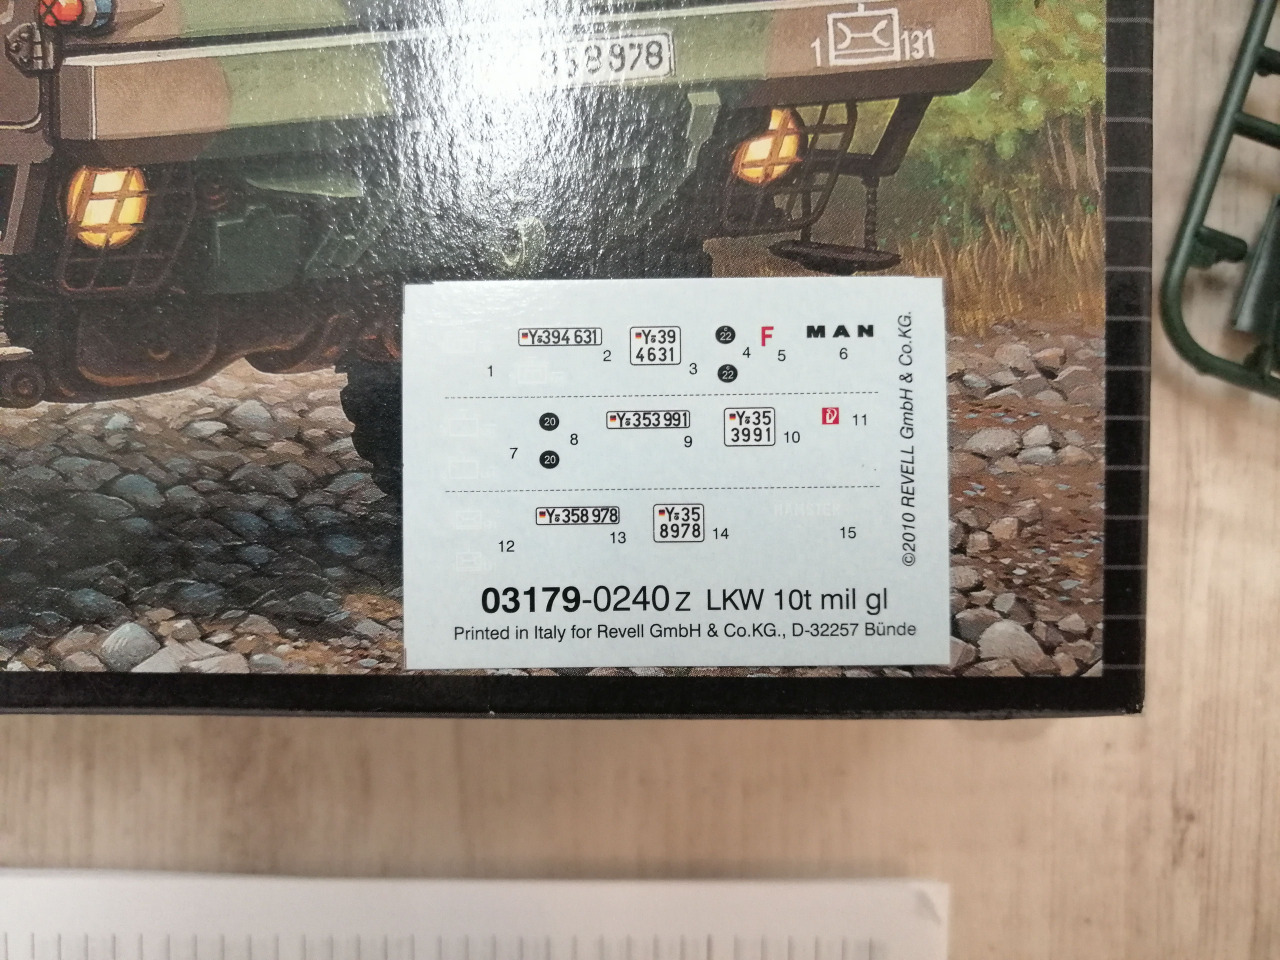 358978
1 131
Y-394 631
Y-39
4631
22
22
F
MAN
1
2
3
4
5
6
20
20
Y-353 991
Y-35
3991
7
8
9
10
11
Y-358 978
Y-35
8978
HAMSTER
12
13
14
15
03179-0240 z LKW 10t mil gl
Printed in Italy for Revell GmbH & Co.KG., D-32257 Bünde
©2010 REVELL GmbH & Co.KG.